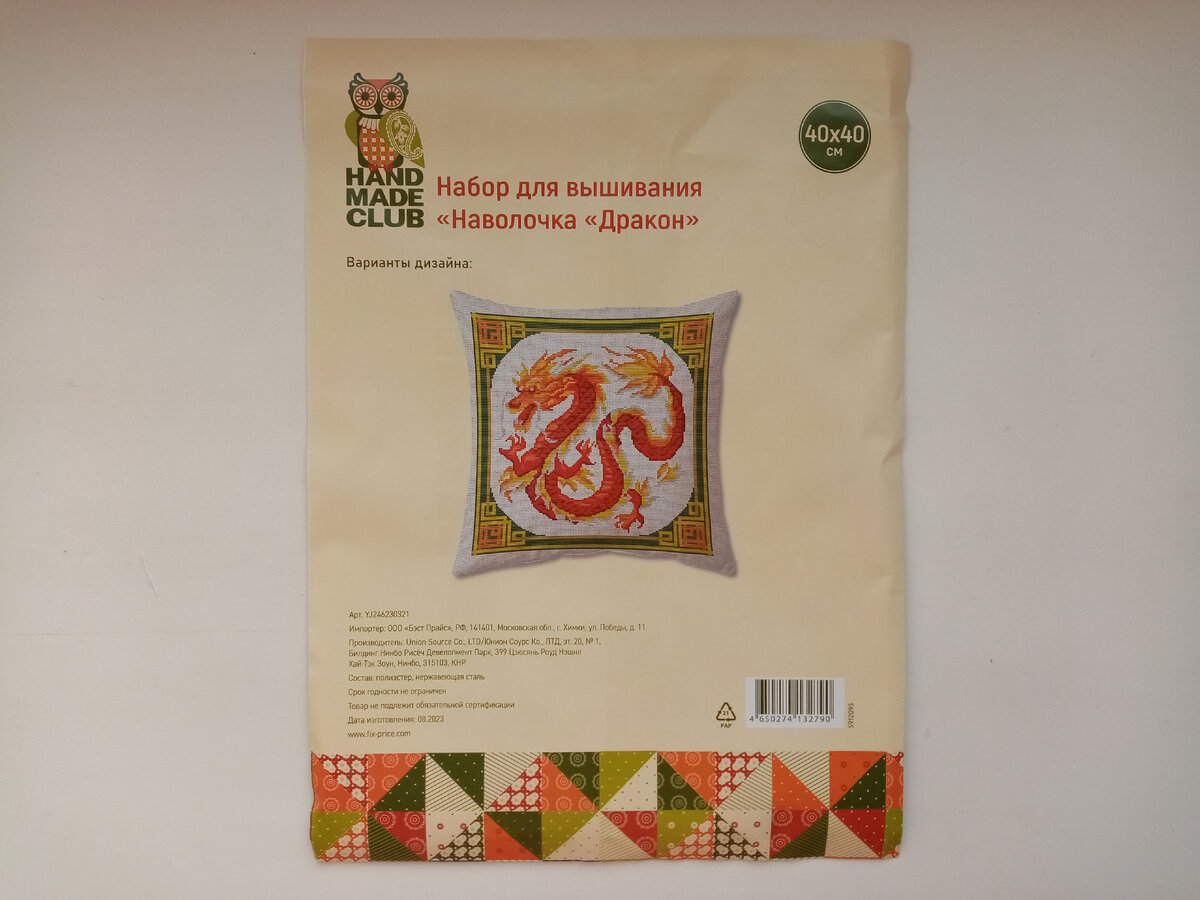 HAND
MADE
CLUB
40х40
СМ
Набор для вышивания
«Наволочка «Дракон»
Варианты дизайна:
Арт. YJ246230321
Импортер: ООО «Бэст Прайс», РФ, 141401, Московская обл., г. Химки, ул. Победы, д. 11
Производитель: Union Source Co., LTD/Юнион Соурс Ко., ЛТД, эт. 20, № 1,
Билдинг Нинбо Рисёч Девелопмент Парк, 399 Цзюсянь Роуд Нэшнл
Хай-Тэк Зоун, Нинбо, 315103, КНР
Состав: полиэстер, нержавеющая сталь
Срок годности не ограничен
Товар не подлежит обязательной сертификации
Дата изготовления: 08.2023
www.fix-price.com
21
PAP
4 650274 132790
5912095